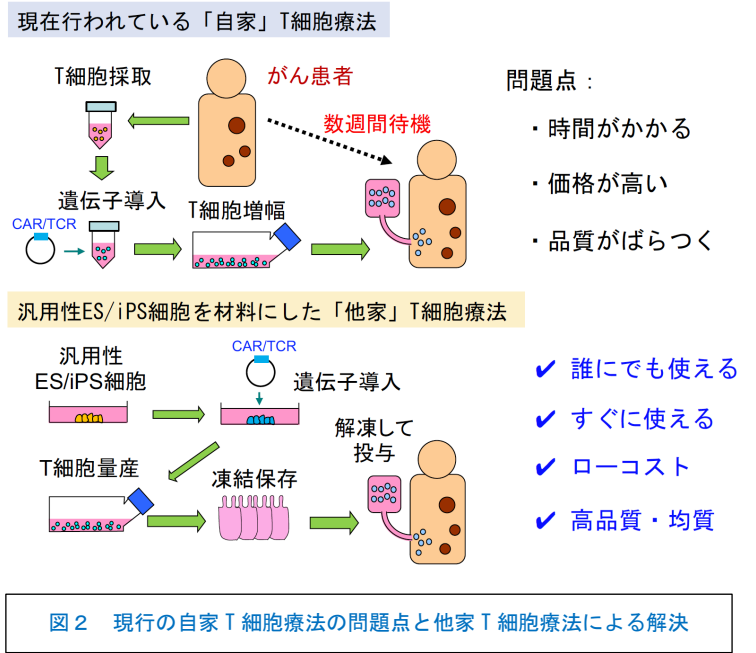 現在行われている「自家」T細胞療法
T細胞採取
がん患者
数週間待機
遺伝子導入
CAR/TCR
T細胞増幅
問題点：
・時間がかかる
・価格が高い
・品質がばらつく
汎用性ES/iPS細胞を材料にした「他家」T細胞療法
汎用性
ES/iPS細胞
CAR/TCR
遺伝子導入
T細胞量産
凍結保存
解凍して
投与
✔ 誰にでも使える
✔ すぐに使える
✔ ローコスト
✔ 高品質・均質
図２　現行の自家Ｔ細胞療法の問題点と他家Ｔ細胞療法による解決